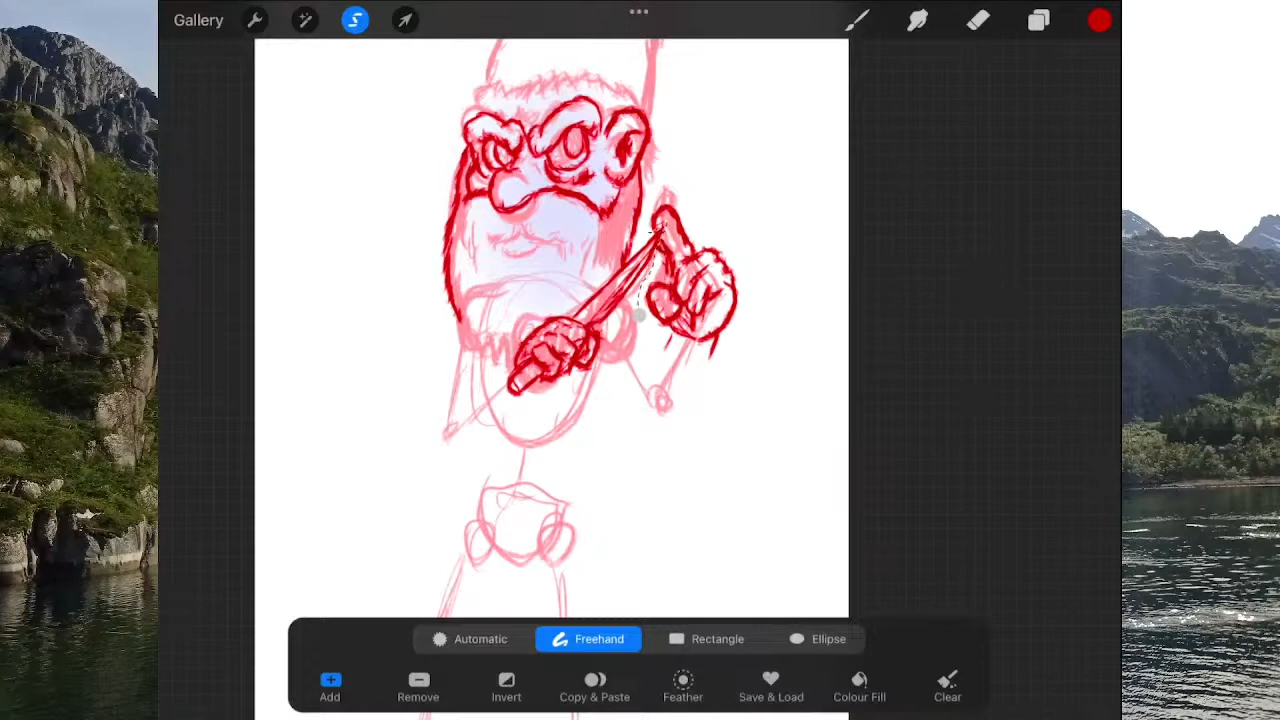 Gallery
Automatic Freehand Rectangle Ellipse
Add Remove Invert Copy & Paste Feather Save & Load Colour Fill Clear